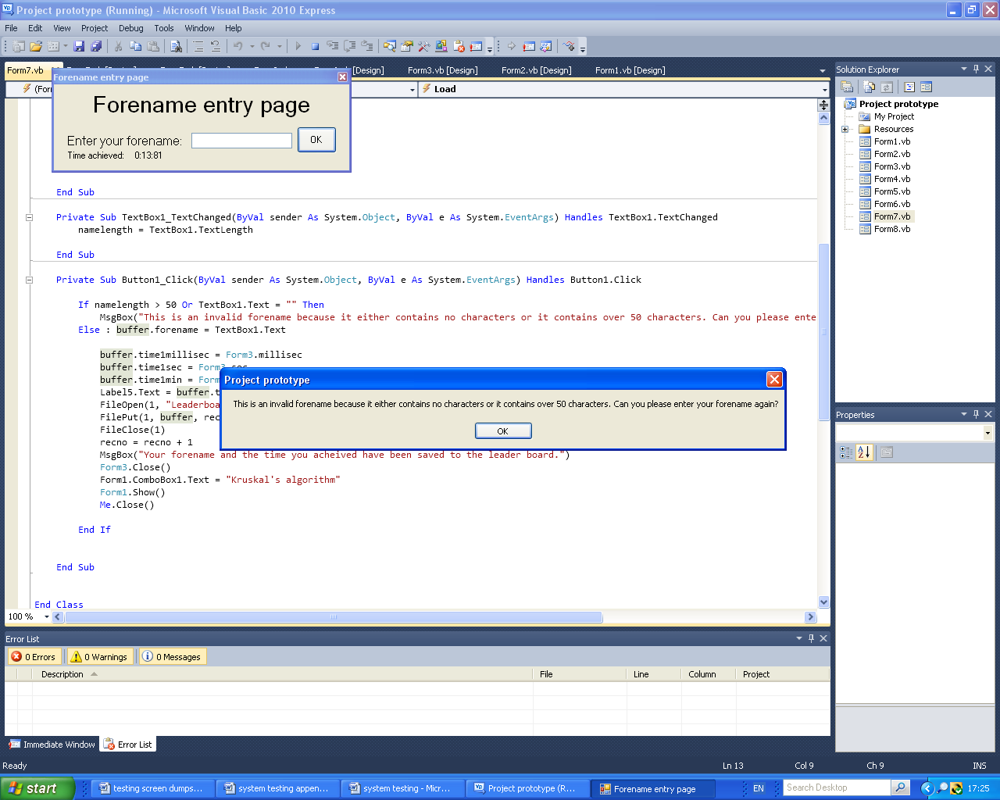 Project prototype (Running) - Microsoft Visual Basic 2010 Express
File Edit View Project Debug Tools Window Help
Form7.vb [Design] Form3.vb [Design] Form2.vb [Design] Form1.vb [Design]
(For Load
Forename entry page
Forename entry page
Enter your forename: OK
Time achieved: 0:13:81
End Sub
Private Sub TextBox1_TextChanged(ByVal sender As System.Object, ByVal e As System.EventArgs) Handles TextBox1.TextChanged
namelength = TextBox1.TextLength
End Sub
Private Sub Button1_Click(ByVal sender As System.Object, ByVal e As System.EventArgs) Handles Button1.Click
If namelength > 50 Or TextBox1.Text = "" Then
MsgBox("This is an invalid forename because it either contains no characters or it contains over 50 characters. Can you please ente
Else : buffer.forename = TextBox1.Text
buffer.time1millisec = Form3.millisec
buffer.time1sec = Form3.sec
buffer.time1min = Form
Label5.Text = buffer.t
FileOpen(1, "Leaderboa
FilePut(1, buffer, rec
FileClose(1)
recno = recno + 1
MsgBox("Your forename and the time you acheived have been saved to the leader board.")
Form3.Close()
Form1.ComboBox1.Text = "Kruskal's algorithm"
Form1.Show()
Me.Close()
End If
End Sub
End Class
100 %
Project prototype
This is an invalid forename because it either contains no characters or it contains over 50 characters. Can you please enter your forename again?
OK
Solution Explorer
Project prototype
My Project
Resources
Form1.vb
Form2.vb
Form3.vb
Form4.vb
Form5.vb
Form6.vb
Form7.vb
Form8.vb
Properties
Error List
0 Errors 0 Warnings 0 Messages
Description File Line Column Project
Immediate Window Error List
Ready Ln 13 Col 9 Ch 9 INS
start testing screen dumps... system testing appen... system testing - Micr... Project prototype (R... Forename entry page EN Search Desktop 17:25